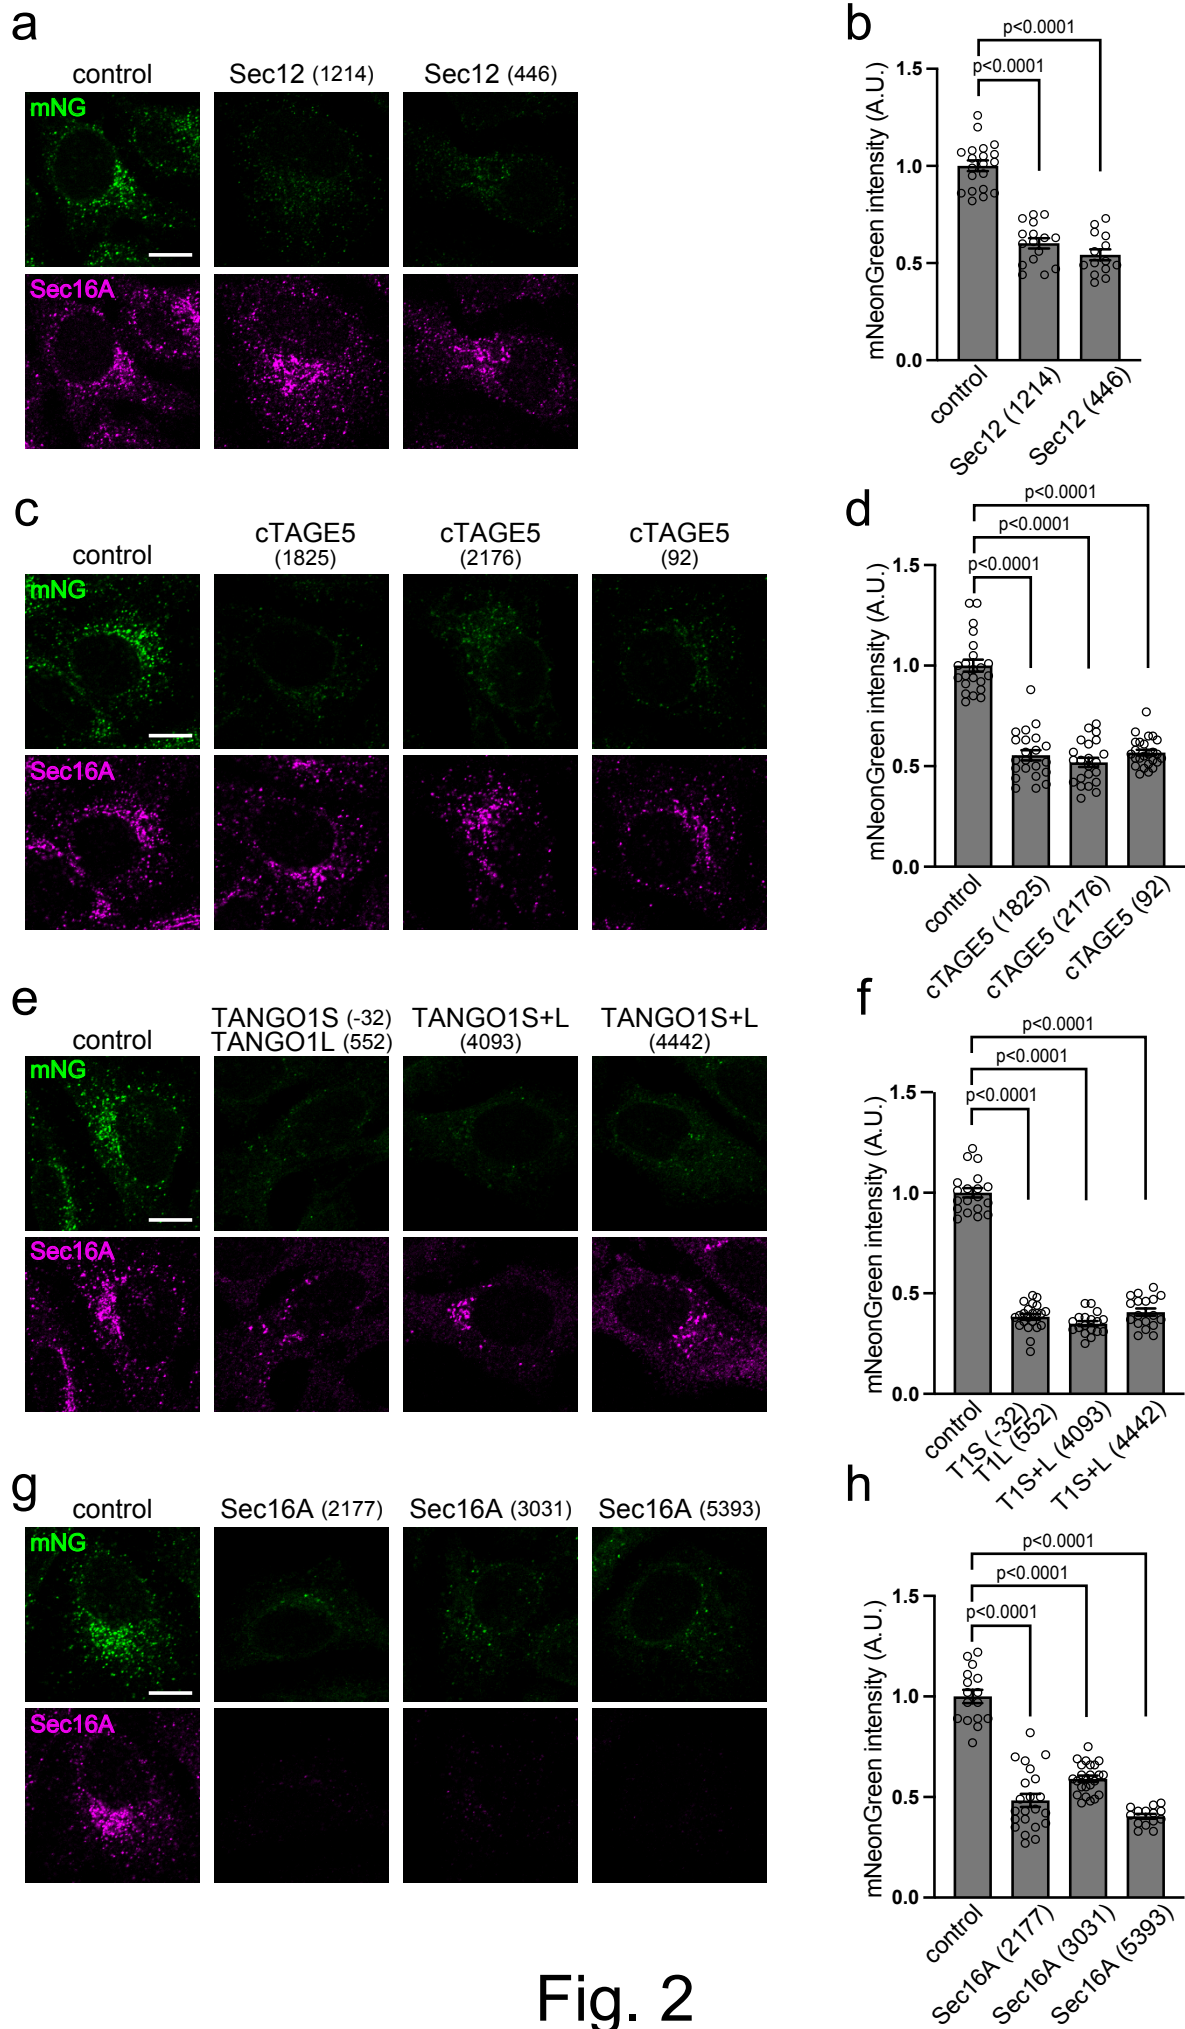 a
control
Sec12 (1214)
Sec12 (446)
mNG
Sec16A
b
p<0.0001
p<0.0001
mNeonGreen intensity (A.U.)
1.5
1.0
0.5
0.0
control
Sec12 (1214)
Sec12 (446)
c
control
cTAGE5
(1825)
cTAGE5
(2176)
cTAGE5
(92)
mNG
Sec16A
d
p<0.0001
p<0.0001
p<0.0001
mNeonGreen intensity (A.U.)
1.5
1.0
0.5
0.0
control
cTAGE5 (1825)
cTAGE5 (2176)
cTAGE5 (92)
e
control
TANGO1S (-32)
TANGO1L (552)
TANGO1S+L
(4093)
TANGO1S+L
(4442)
mNG
Sec16A
f
p<0.0001
p<0.0001
p<0.0001
mNeonGreen intensity (A.U.)
1.5
1.0
0.5
0.0
control
T1S (-32)
T1L (552)
T1S+L (4093)
T1S+L (4442)
g
control
Sec16A (2177)
Sec16A (3031)
Sec16A (5393)
mNG
Sec16A
h
p<0.0001
p<0.0001
p<0.0001
mNeonGreen intensity (A.U.)
1.5
1.0
0.5
0.0
control
Sec16A (2177)
Sec16A (3031)
Sec16A (5393)
Fig. 2